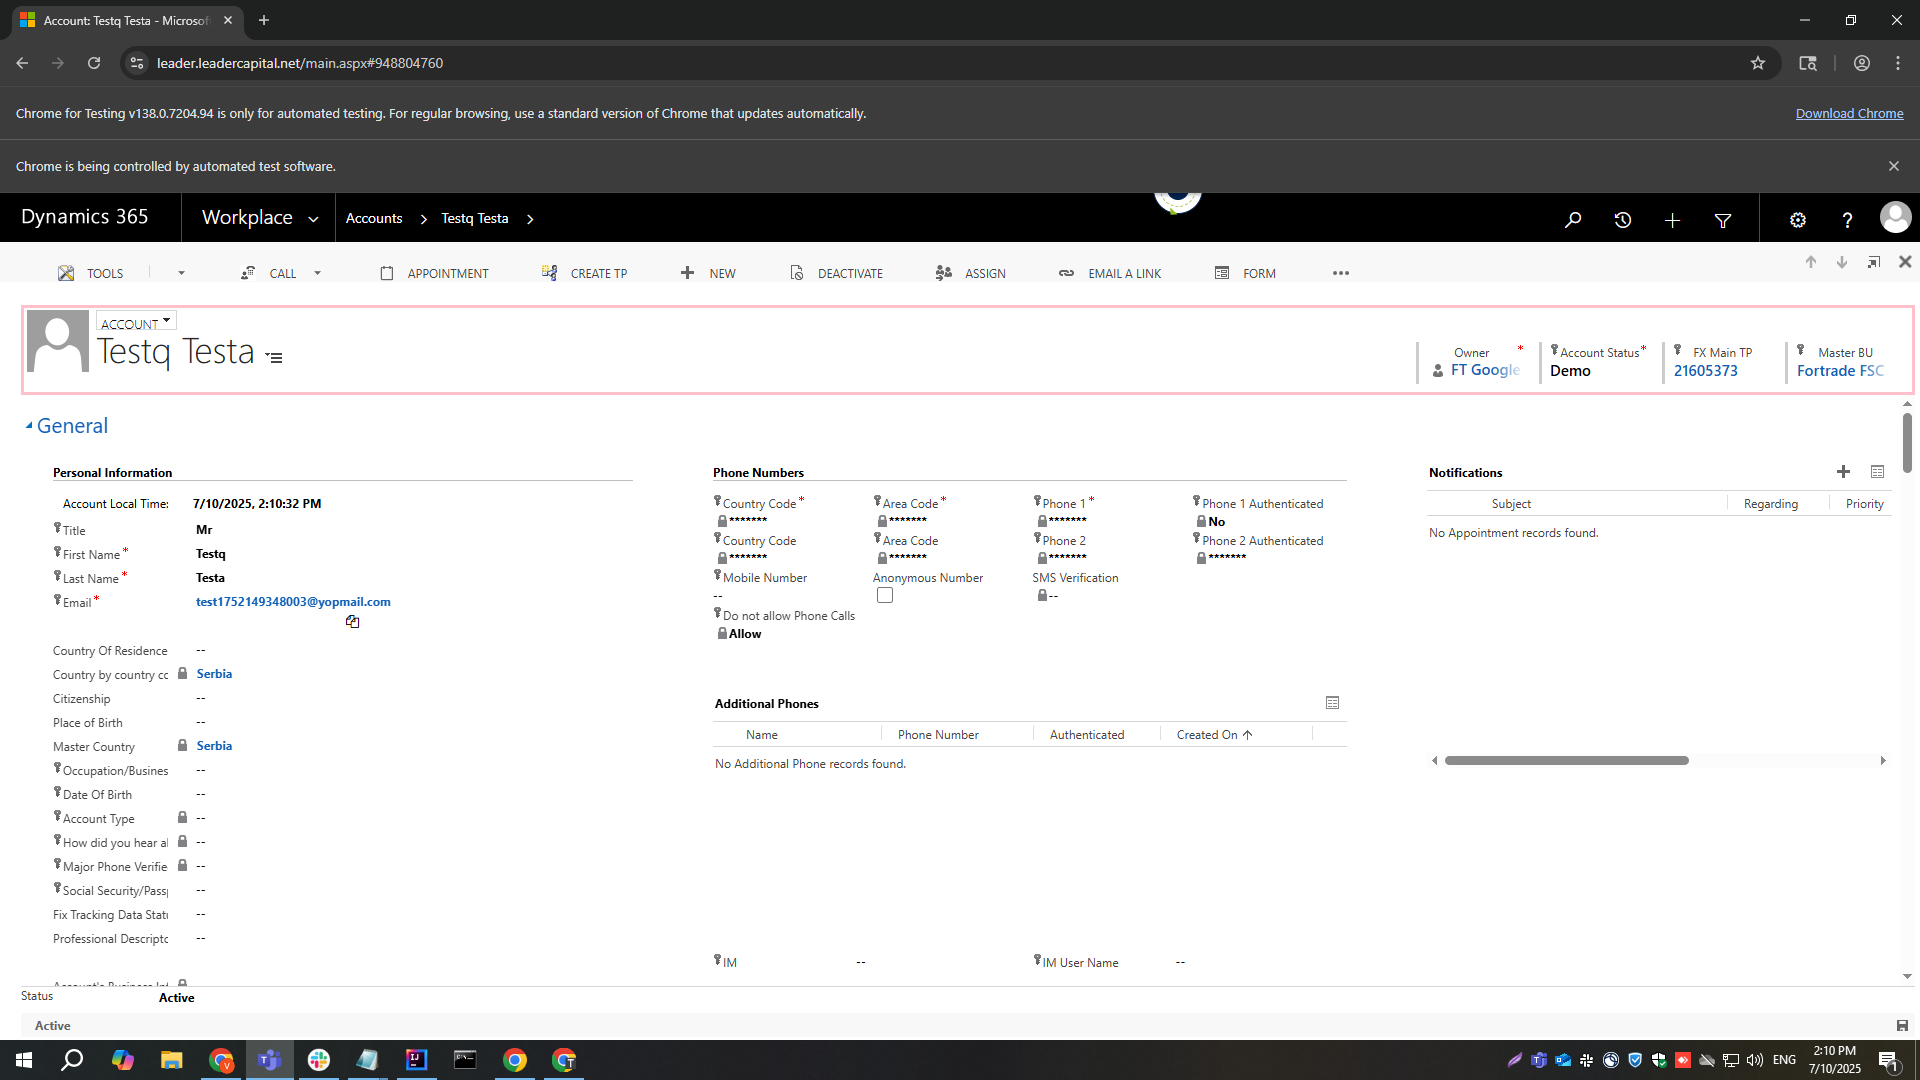 Account: Testq Testa - Microsof
leader.leadercapital.net/main.aspx#948804760
Chrome for Testing v138.0.7204.94 is only for automated testing. For regular browsing, use a standard version of Chrome that updates automatically.
Download Chrome
Chrome is being controlled by automated test software.
Dynamics 365
Workplace
Accounts
Testq Testa
TOOLS
CALL
APPOINTMENT
CREATE TP
NEW
DEACTIVATE
ASSIGN
EMAIL A LINK
FORM
ACCOUNT
Testq Testa
Owner *
FT Google
Account Status *
Demo
FX Main TP
21605373
Master BU
Fortrade FSC
General
Personal Information
Account Local Time:
7/10/2025, 2:10:32 PM
Title
Mr
First Name *
Testq
Last Name *
Testa
Email *
test1752149348003@yopmail.com
Country Of Residence
--
Country by country cc
Serbia
Citizenship
--
Place of Birth
--
Master Country
Serbia
Occupation/Busines
--
Date Of Birth
--
Account Type
--
How did you hear a
--
Major Phone Verifie
--
Social Security/Pass
--
Fix Tracking Data Stat
--
Professional Descripto
--
Phone Numbers
Country Code * Area Code * Phone 1 * Phone 1 Authenticated
******* ******* ******* No
Country Code Area Code Phone 2 Phone 2 Authenticated
******* ******* ******* *******
Mobile Number Anonymous Number SMS Verification
-- --
Do not allow Phone Calls
Allow
Additional Phones
Name Phone Number Authenticated Created On
No Additional Phone records found.
IM -- IM User Name --
Notifications
Subject Regarding Priority
No Appointment records found.
Status Active
Active
ENG
2:10 PM
7/10/2025
1